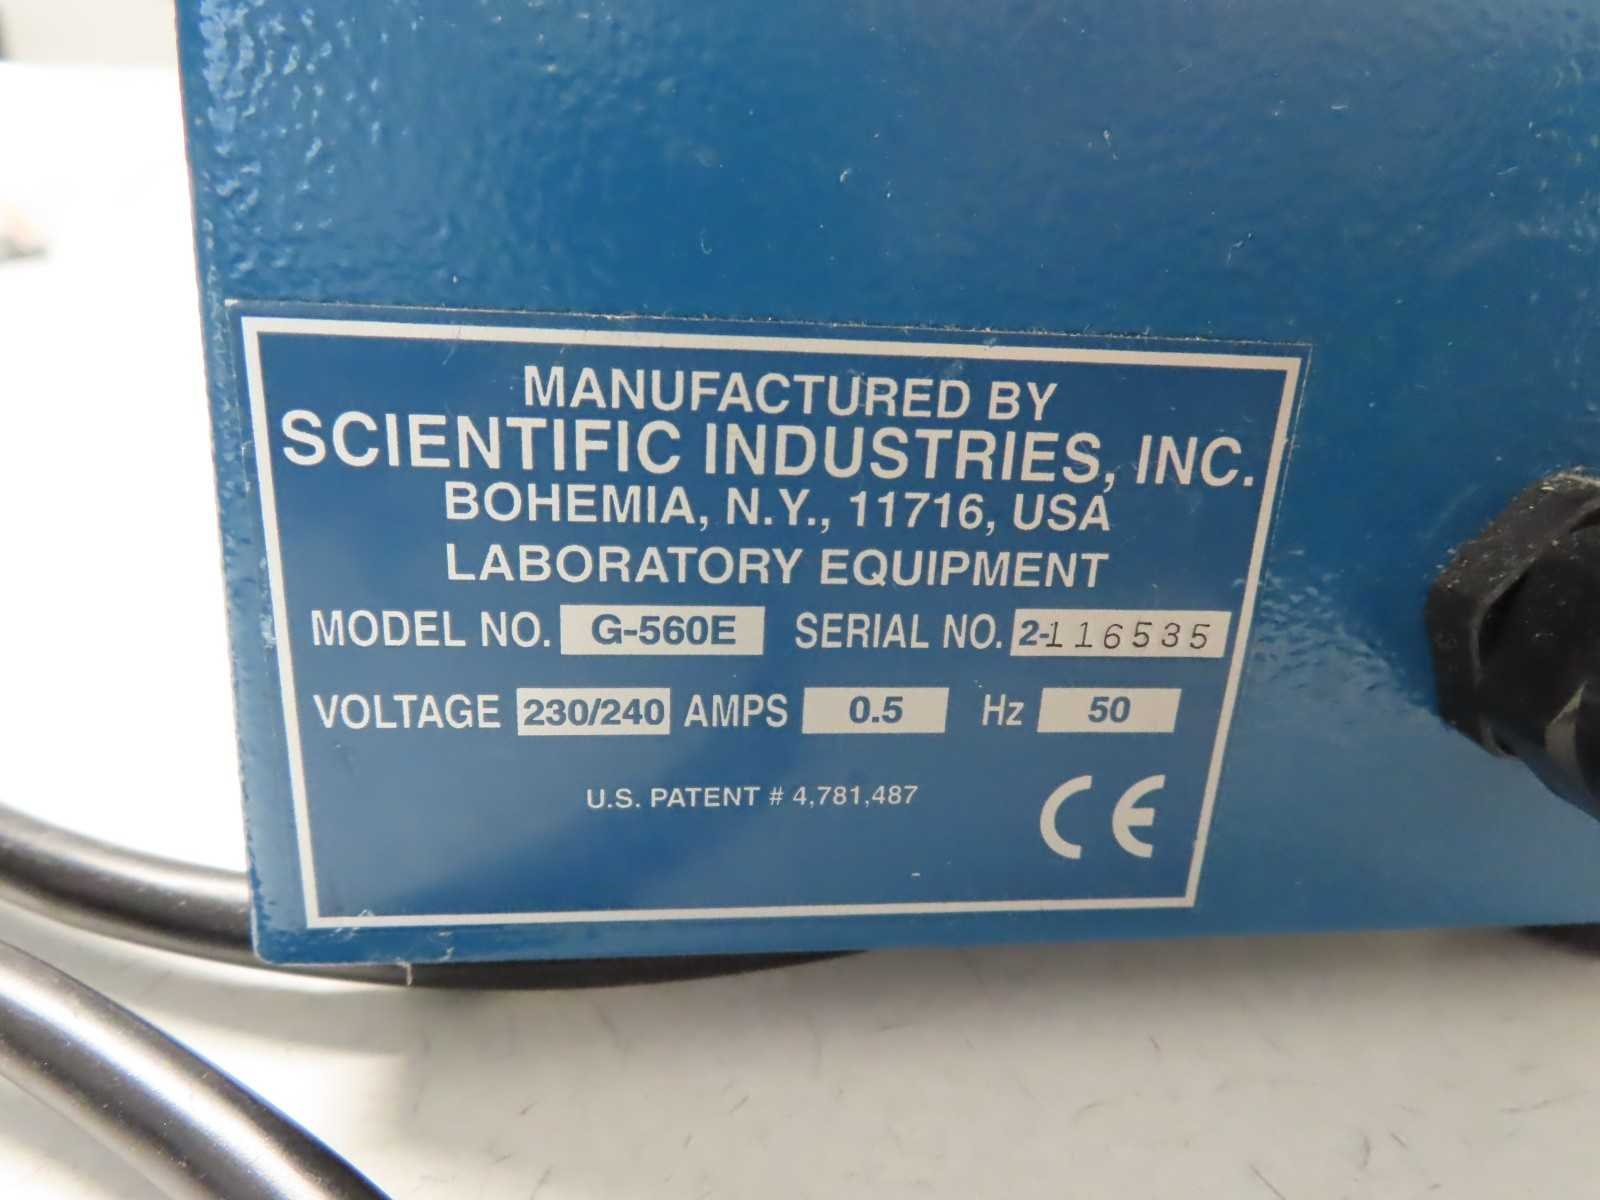 MANUFACTURED BY
SCIENTIFIC INDUSTRIES, INC.
BOHEMIA, N.Y., 11716, USA
LABORATORY EQUIPMENT
MODEL NO. G-560E SERIAL NO. 2-116535
VOLTAGE 230/240 AMPS 0.5 Hz 50
U.S. PATENT # 4,781,487
CE